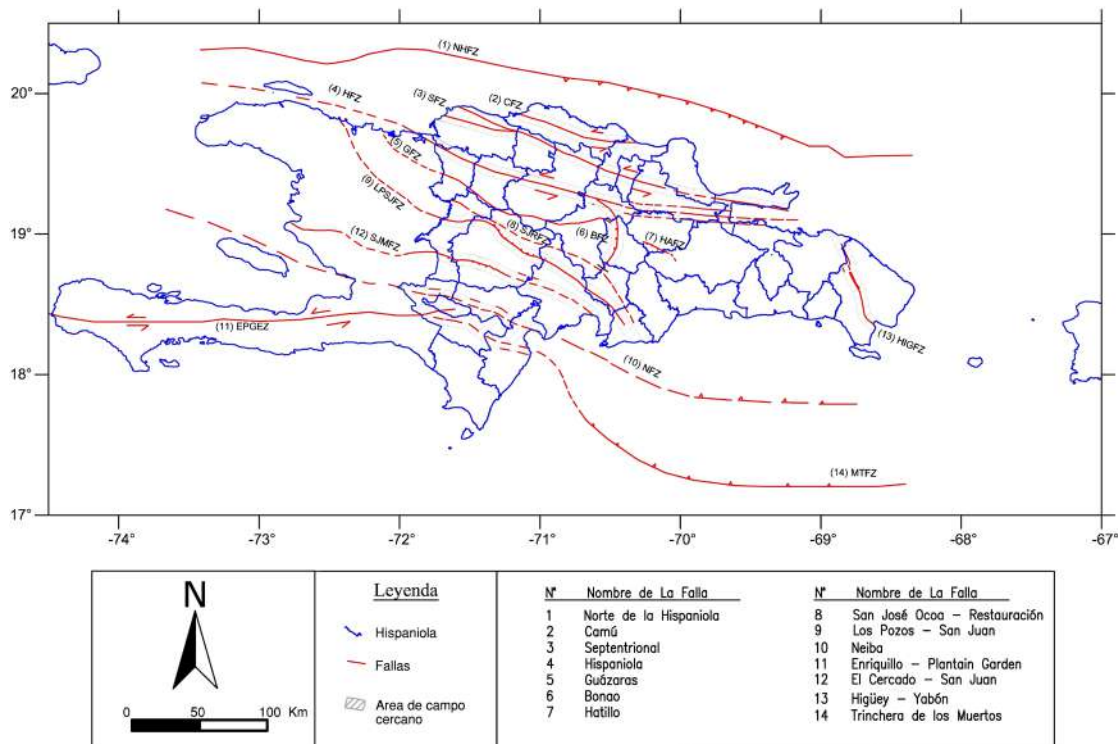 (1) NHFZ
20°
(4) HFZ
(3) SFZ
(2) CFZ
(5) GFZ
(9) LPSJFZ
19°
(12) SJMFZ
(8) SJRFZ
(6) BFZ
(7) HAFZ
(11) EPGEZ
(13) HIGFZ
18°
(10) NFZ
(14) MTFZ
17°
-74° -73° -72° -71° -70° -69° -68° -67°
N
0 50 100 Km
Leyenda
Hispaniola
Fallas
Area de campo
cercano
N° Nombre de La Falla
1 Norte de la Hispaniola
2 Camú
3 Septentrional
4 Hispaniola
5 Guázaras
6 Bonao
7 Hatillo
N° Nombre de La Falla
8 San José Ocoa – Restauración
9 Los Pozos – San Juan
10 Neiba
11 Enriquillo – Plantain Garden
12 El Cercado – San Juan
13 Higüey – Yabón
14 Trinchera de los Muertos